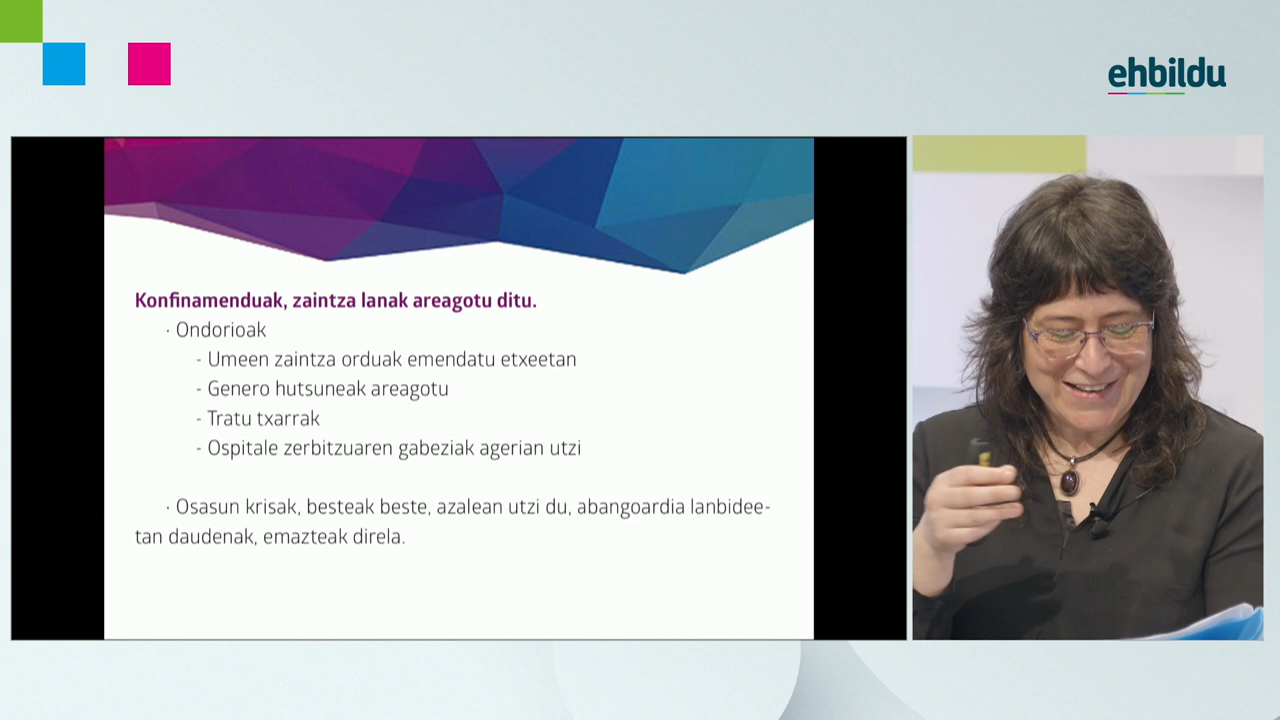 ehbildu
Konfinamenduak, zaintza lanak areagotu ditu.
· Ondorioak
- Umeen zaintza orduak emendatu etxeetan
- Genero hutsuneak areagotu
- Tratu txarrak
- Ospitale zerbitzuaren gabeziak agerian utzi
· Osasun krisak, besteak beste, azalean utzi du, abangoardia lanbidee-
tan daudenak, emazteak direla.